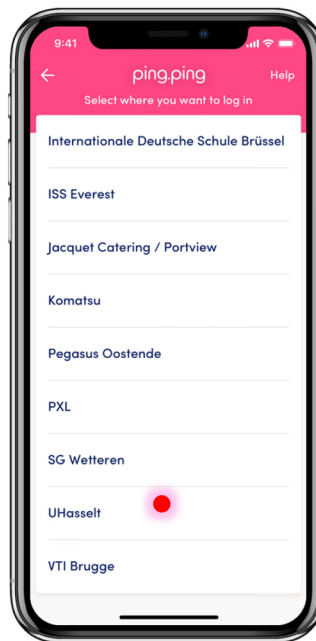 9:41
ping.ping
Help
Select where you want to log in
Internationale Deutsche Schule Brüssel
ISS Everest
Jacquet Catering / Portview
Komatsu
Pegasus Oostende
PXL
SG Wetteren
UHasselt
VTI Brugge